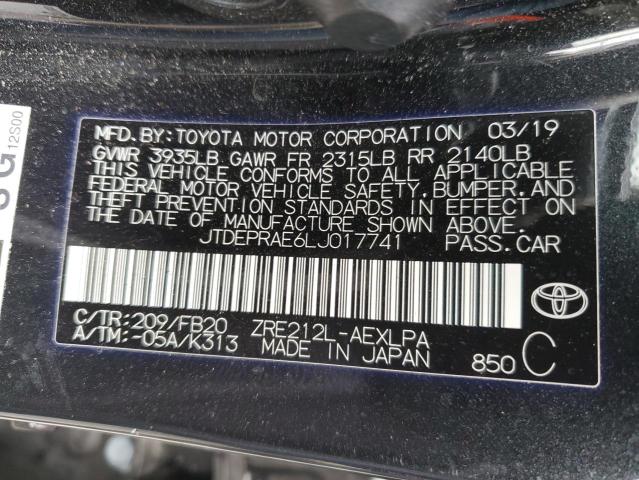 MFD.BY:TOYOTA MOTOR CORPORATION 03/19
GVWR 3935LB GAWR FR 2315LB RR 2140LB
THIS VEHICLE CONFORMS TO ALL APPLICABLE
FEDERAL MOTOR VEHICLE SAFETY,BUMPER,AND
THEFT PREVENTION STANDARDS IN EFFECT ON
THE DATE OF MANUFACTURE SHOWN ABOVE.
JTDEPRAE6LJ017741 PASS.CAR
C/TR:209/FB20 ZRE212L-AEXLPA
A/TM:-05A/K313 MADE IN JAPAN 850 C
12S00